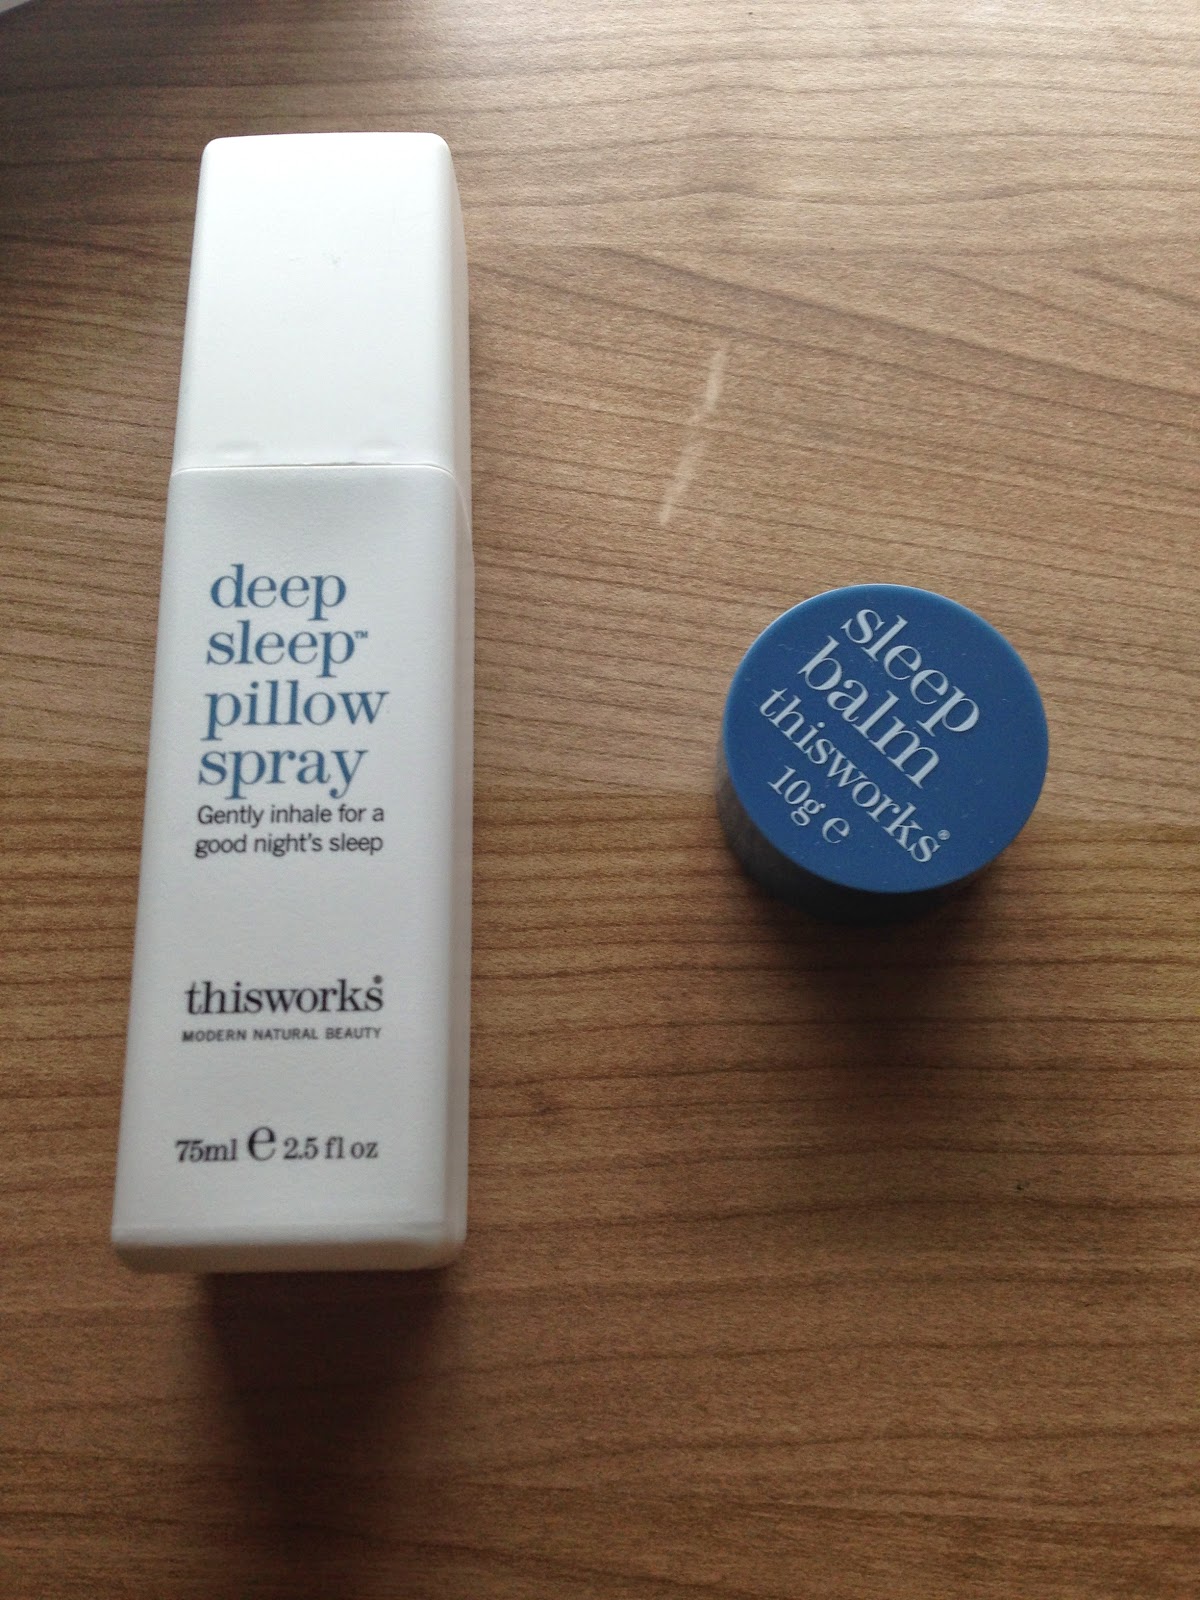 deep
sleep™
pillow
spray
Gently inhale for a
good night's sleep
thisworks®
MODERN NATURAL BEAUTY
75ml e 2.5 fl oz
sleep
balm
thisworks®
10g e